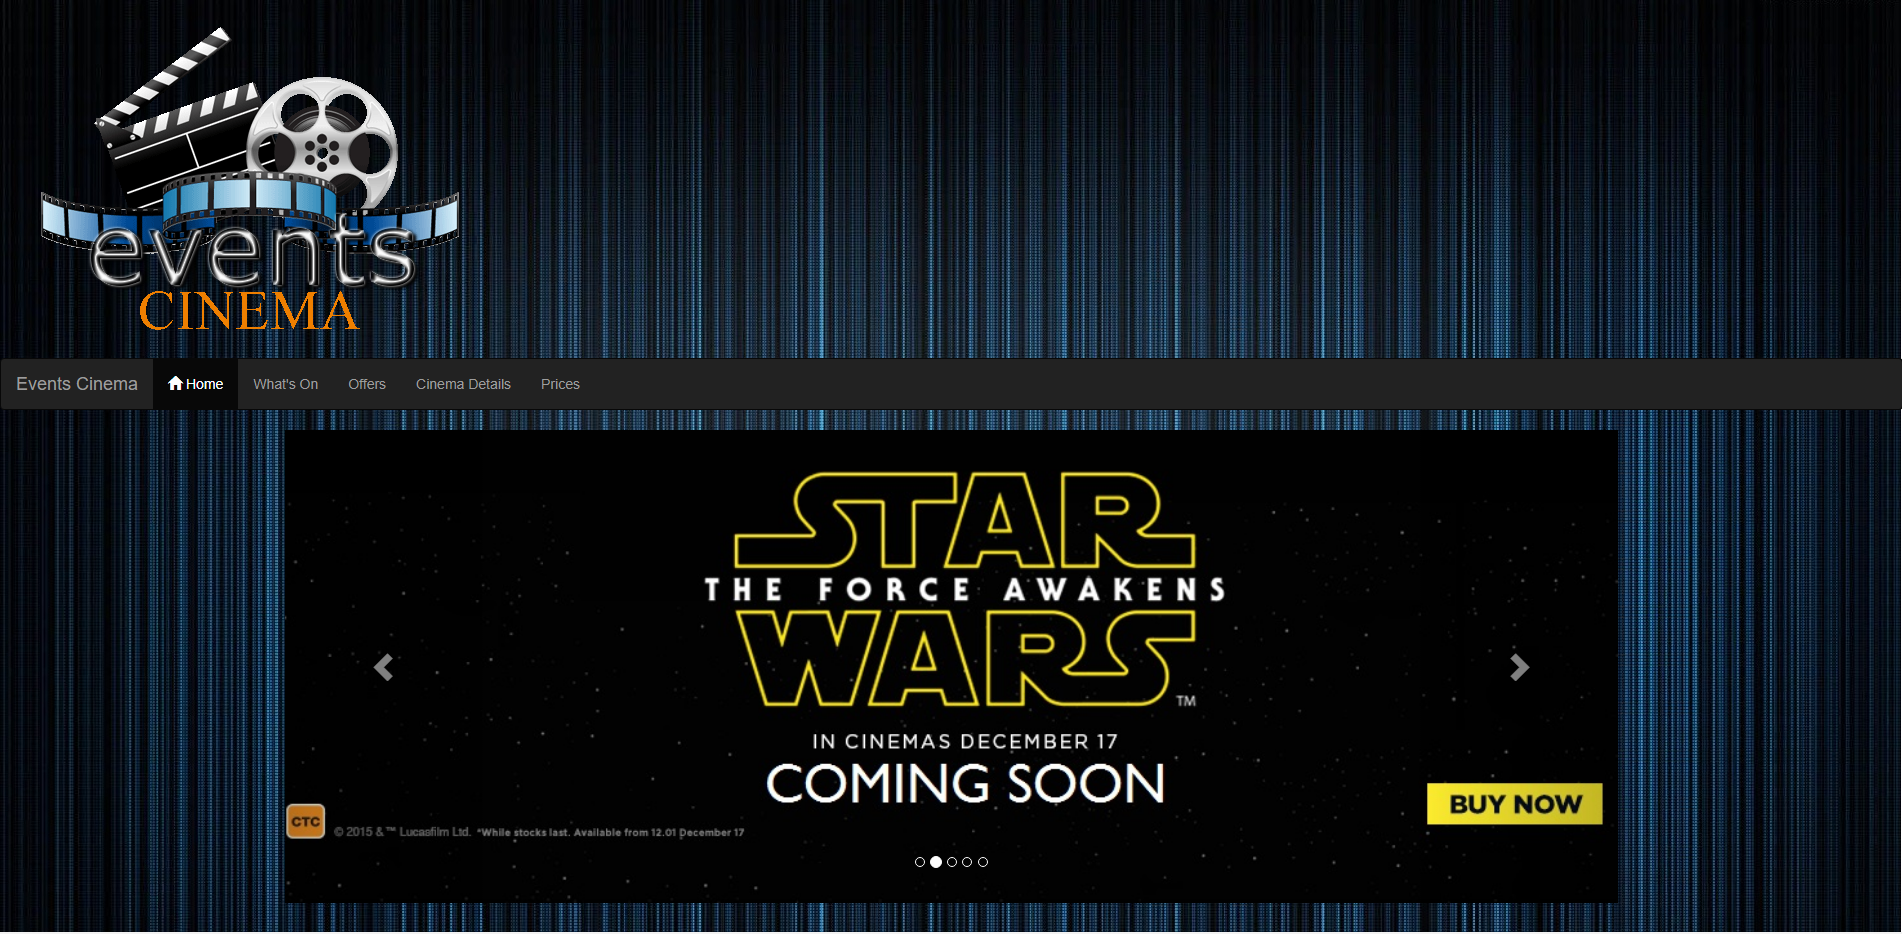 events
CINEMA
Events Cinema Home What's On Offers Cinema Details Prices
STAR
THE FORCE AWAKENS
WARS ™
IN CINEMAS DECEMBER 17
COMING SOON
BUY NOW
CTC © 2015 & ™ Lucasfilm Ltd. *While stocks last. Available from 12.01 December 17